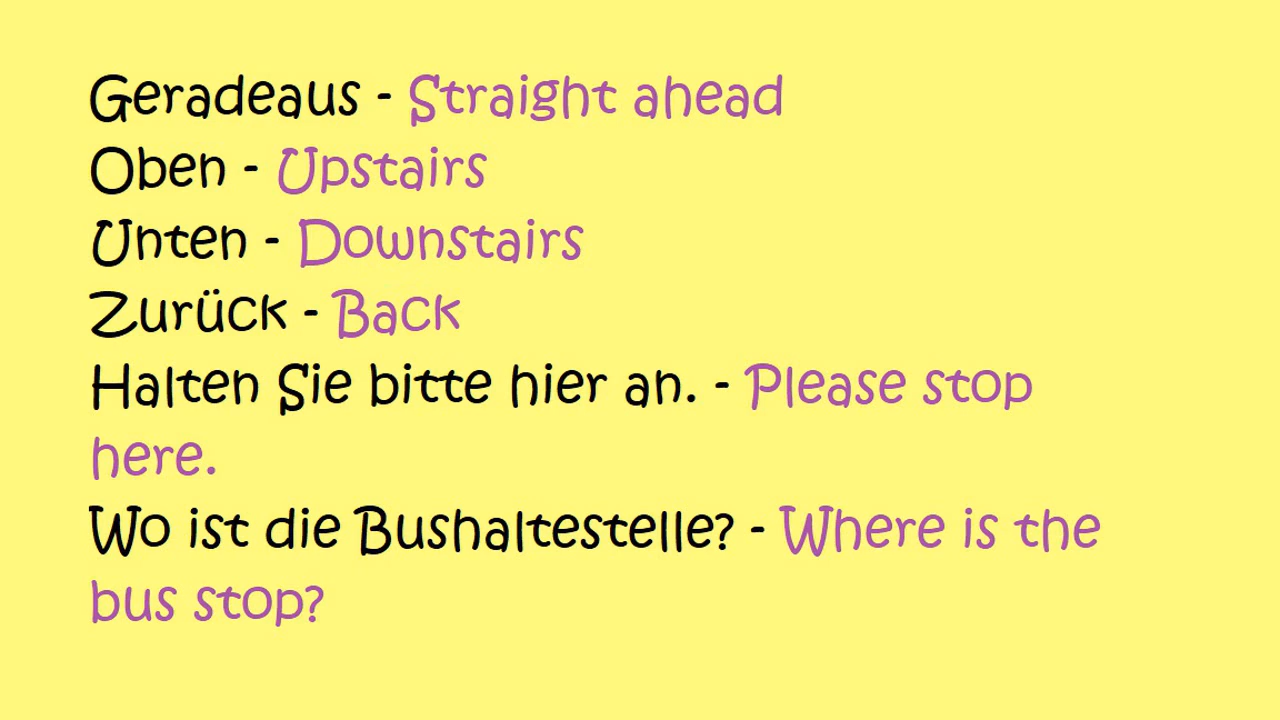 Geradeaus - Straight ahead
Oben - Upstairs
Unten - Downstairs
Zurück - Back
Halten Sie bitte hier an. - Please stop
here.
Wo ist die Bushaltestelle? - Where is the
bus stop?